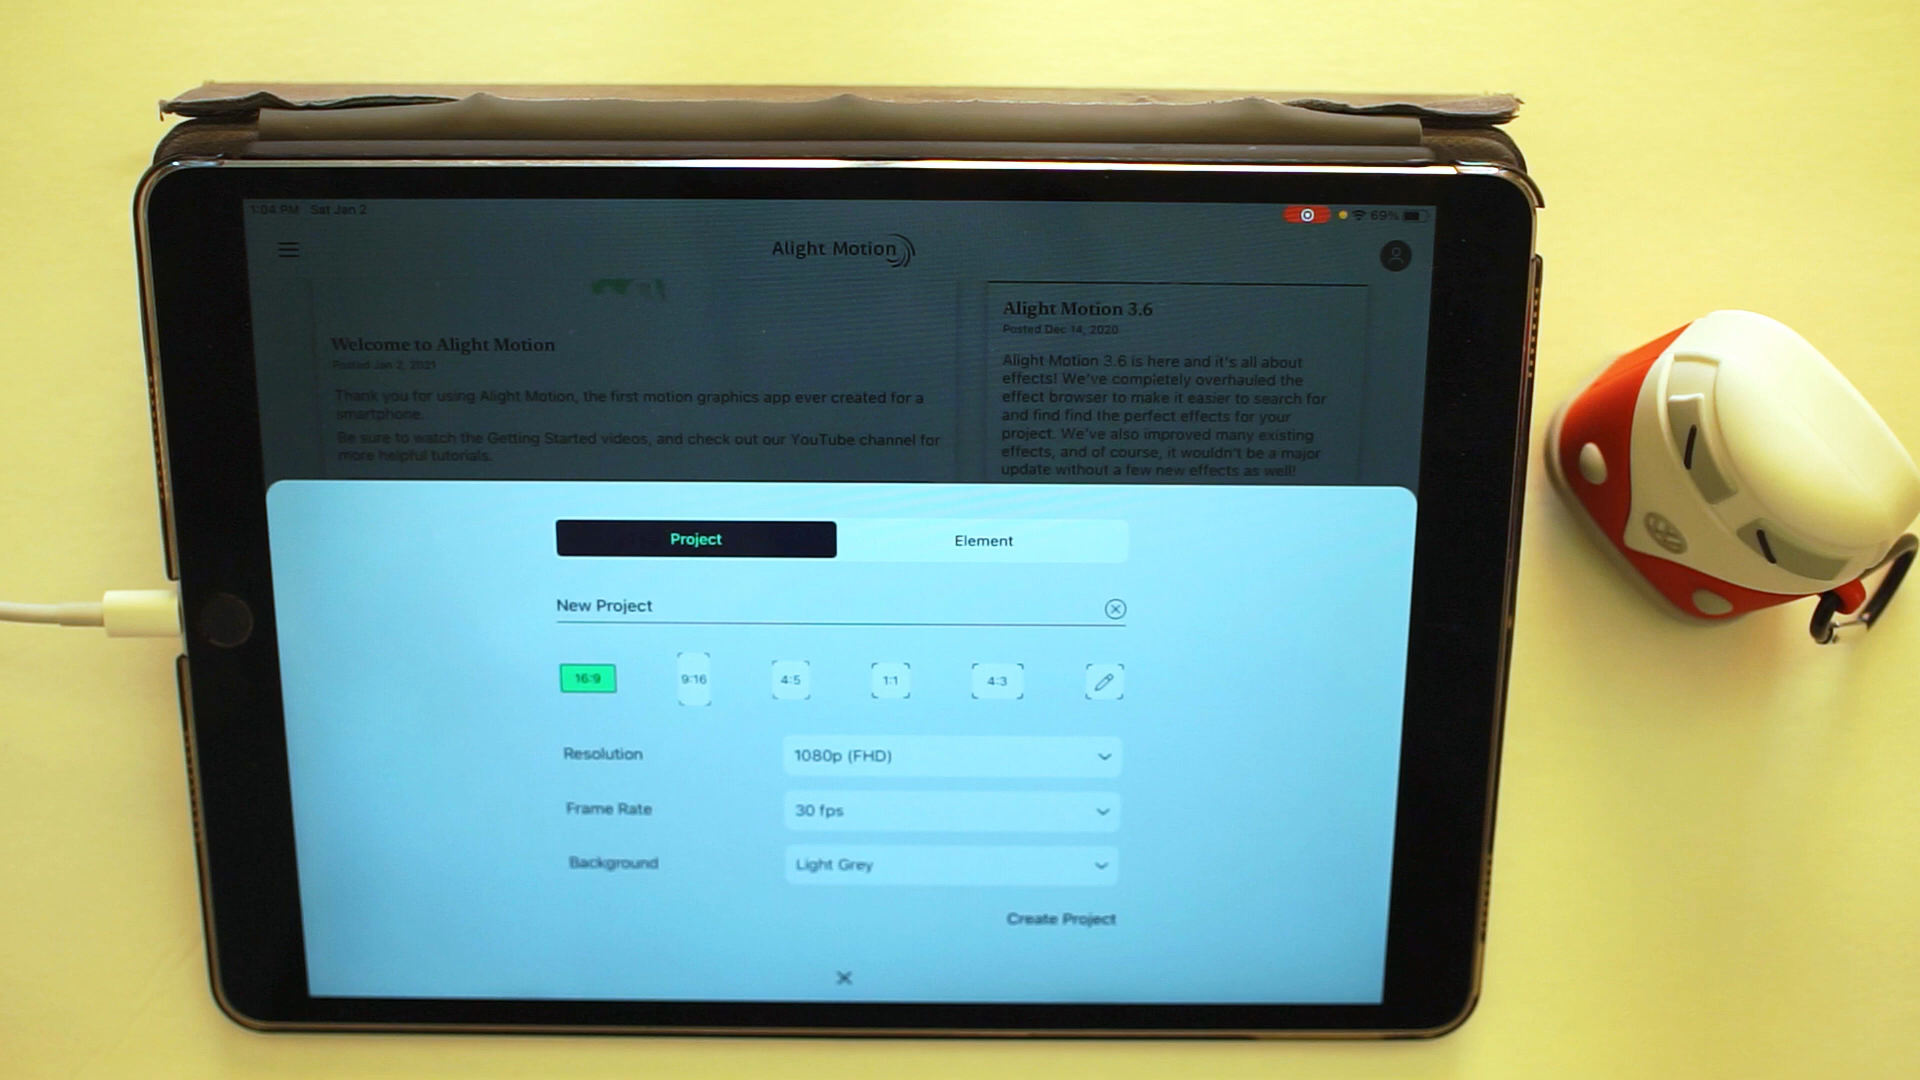 1:04 PM Sat Jan 2
69%
Alight Motion
Welcome to Alight Motion
Posted Jan 2, 2021
Thank you for using Alight Motion, the first motion graphics app ever created for a
smartphone.
Be sure to watch the Getting Started videos, and check out our YouTube channel for
more helpful tutorials.
Alight Motion 3.6
Posted Dec 14, 2020
Alight Motion 3.6 is here and it's all about
effects! We've completely overhauled the
effect browser to make it easier to search for
and find find the perfect effects for your
project. We've also improved many existing
effects, and of course, it wouldn't be a major
update without a few new effects as well!
Project
Element
New Project
16:9
9:16
4:5
1:1
4:3
Resolution
1080p (FHD)
Frame Rate
30 fps
Background
Light Grey
Create Project